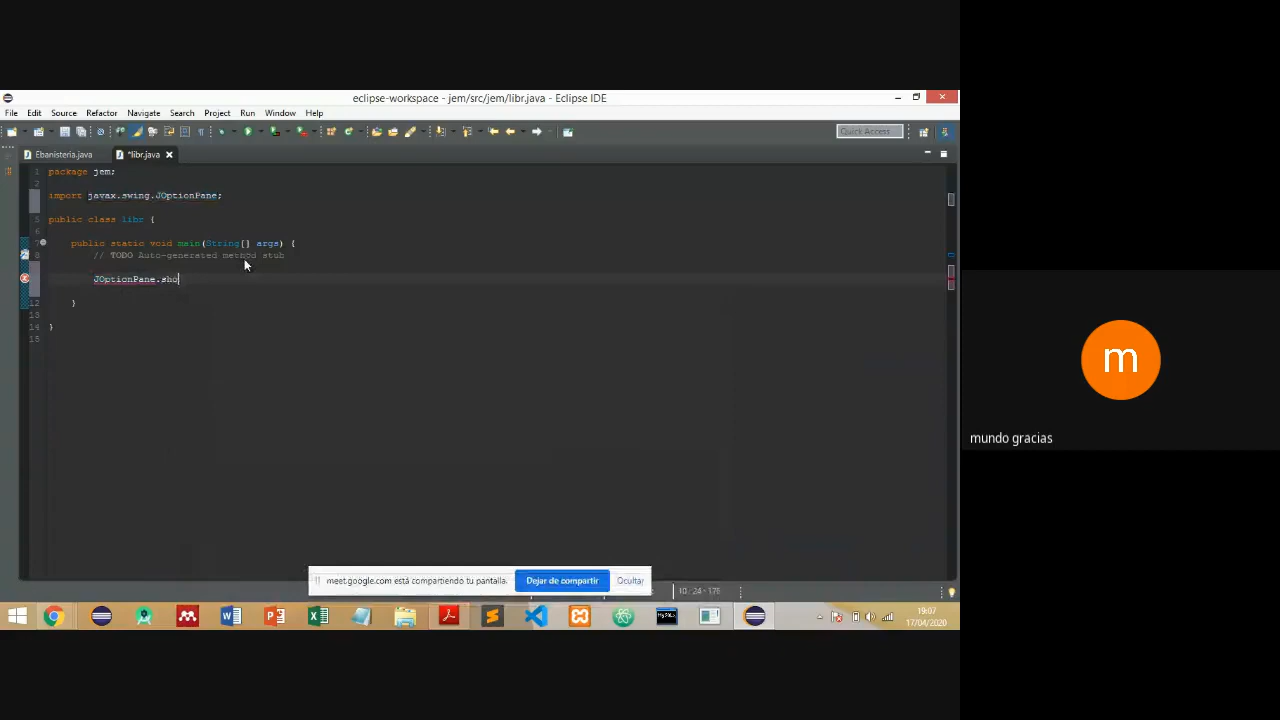 eclipse-workspace - jem/src/jem/libr.java - Eclipse IDE
File Edit Source Refactor Navigate Search Project Run Window Help
Quick Access
Ebanisteria.java *libr.java
1 package jem;
2
import javax.swing.JOptionPane;
5 public class libr {
6
7 public static void main(String[] args) {
8 // TODO Auto-generated method stub
JOptionPane.sho
12 }
13
14 }
15
mundo gracias
m
meet.google.com está compartiendo tu pantalla. Dejar de compartir Ocultar
10 : 24 : 175
19:07
17/04/2020